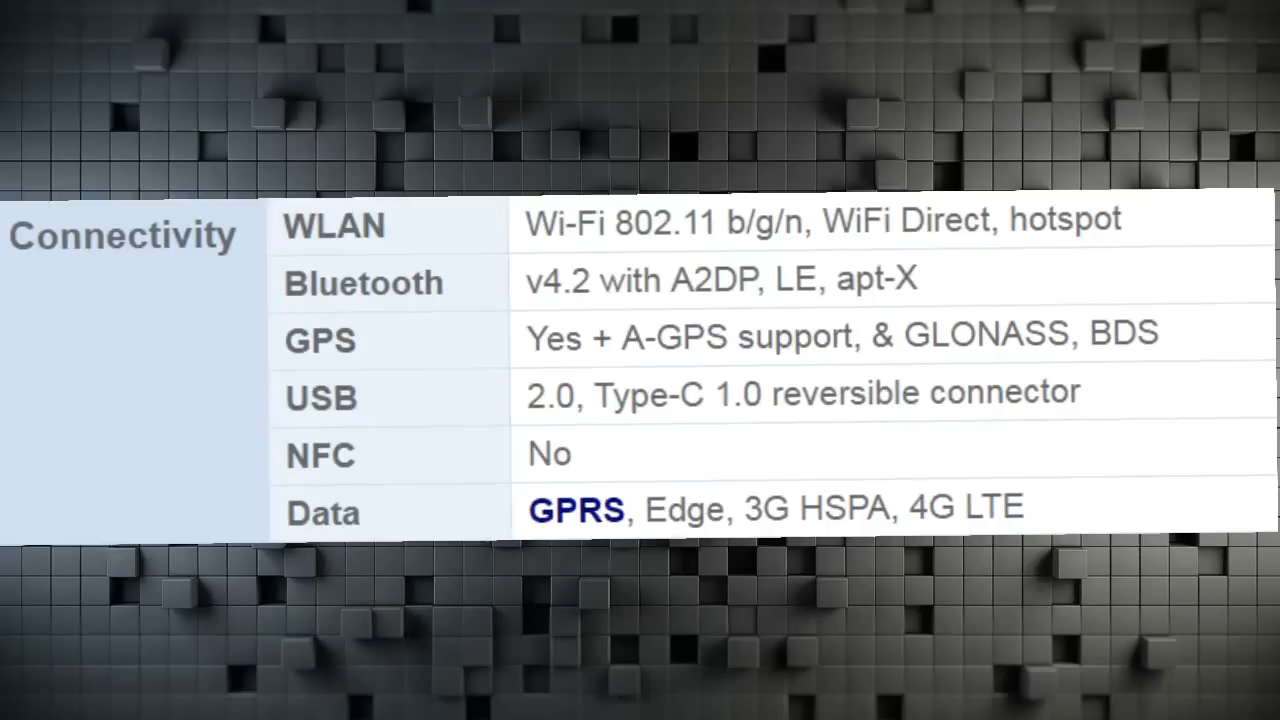 Connectivity
WLAN Wi-Fi 802.11 b/g/n, WiFi Direct, hotspot
Bluetooth v4.2 with A2DP, LE, apt-X
GPS Yes + A-GPS support, & GLONASS, BDS
USB 2.0, Type-C 1.0 reversible connector
NFC No
Data GPRS, Edge, 3G HSPA, 4G LTE